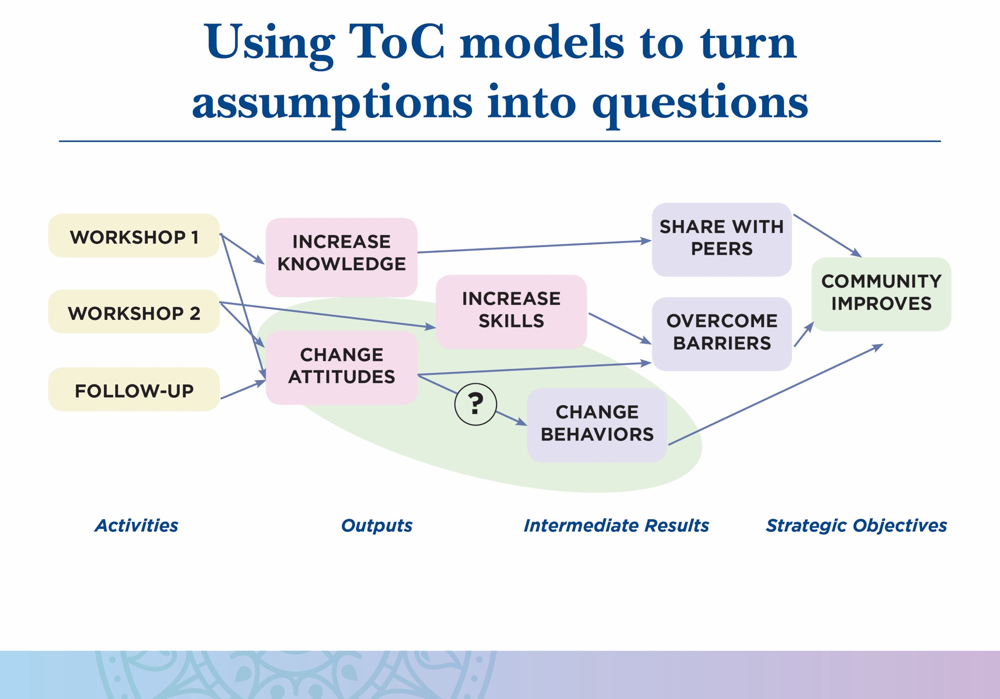 Using ToC models to turn
assumptions into questions
WORKSHOP 1
WORKSHOP 2
FOLLOW-UP
INCREASE
KNOWLEDGE
CHANGE
ATTITUDES
INCREASE
SKILLS
?
SHARE WITH
PEERS
OVERCOME
BARRIERS
CHANGE
BEHAVIORS
COMMUNITY
IMPROVES
Activities
Outputs
Intermediate Results
Strategic Objectives